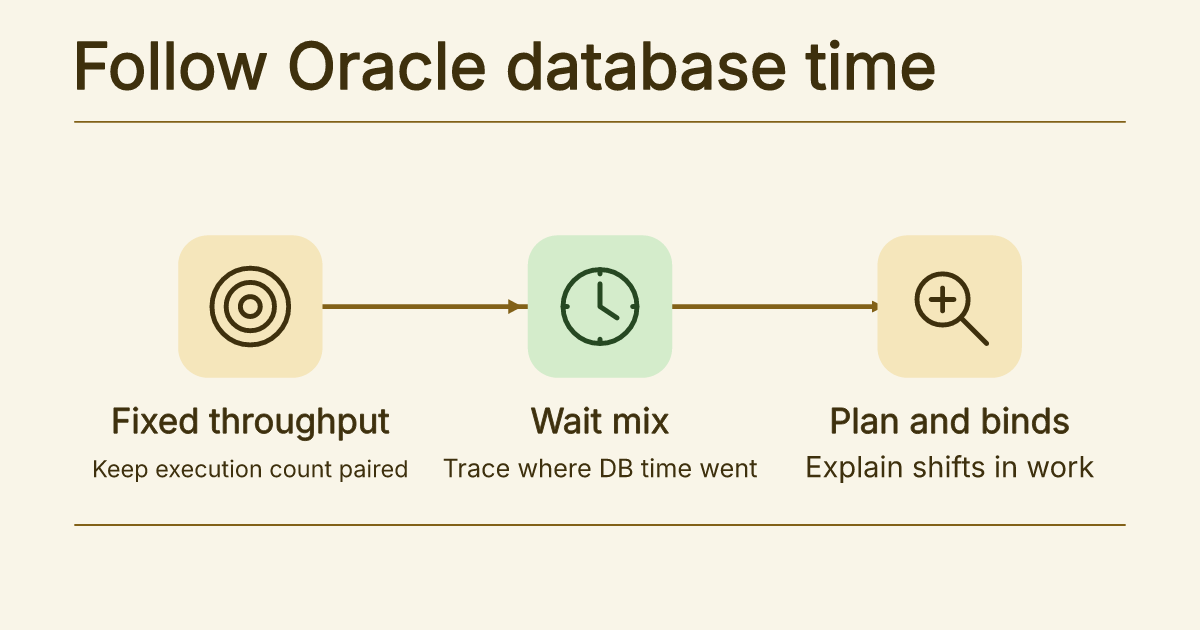 Follow Oracle database time
Fixed throughput
Keep execution count paired
Wait mix
Trace where DB time went
Plan and binds
Explain shifts in work